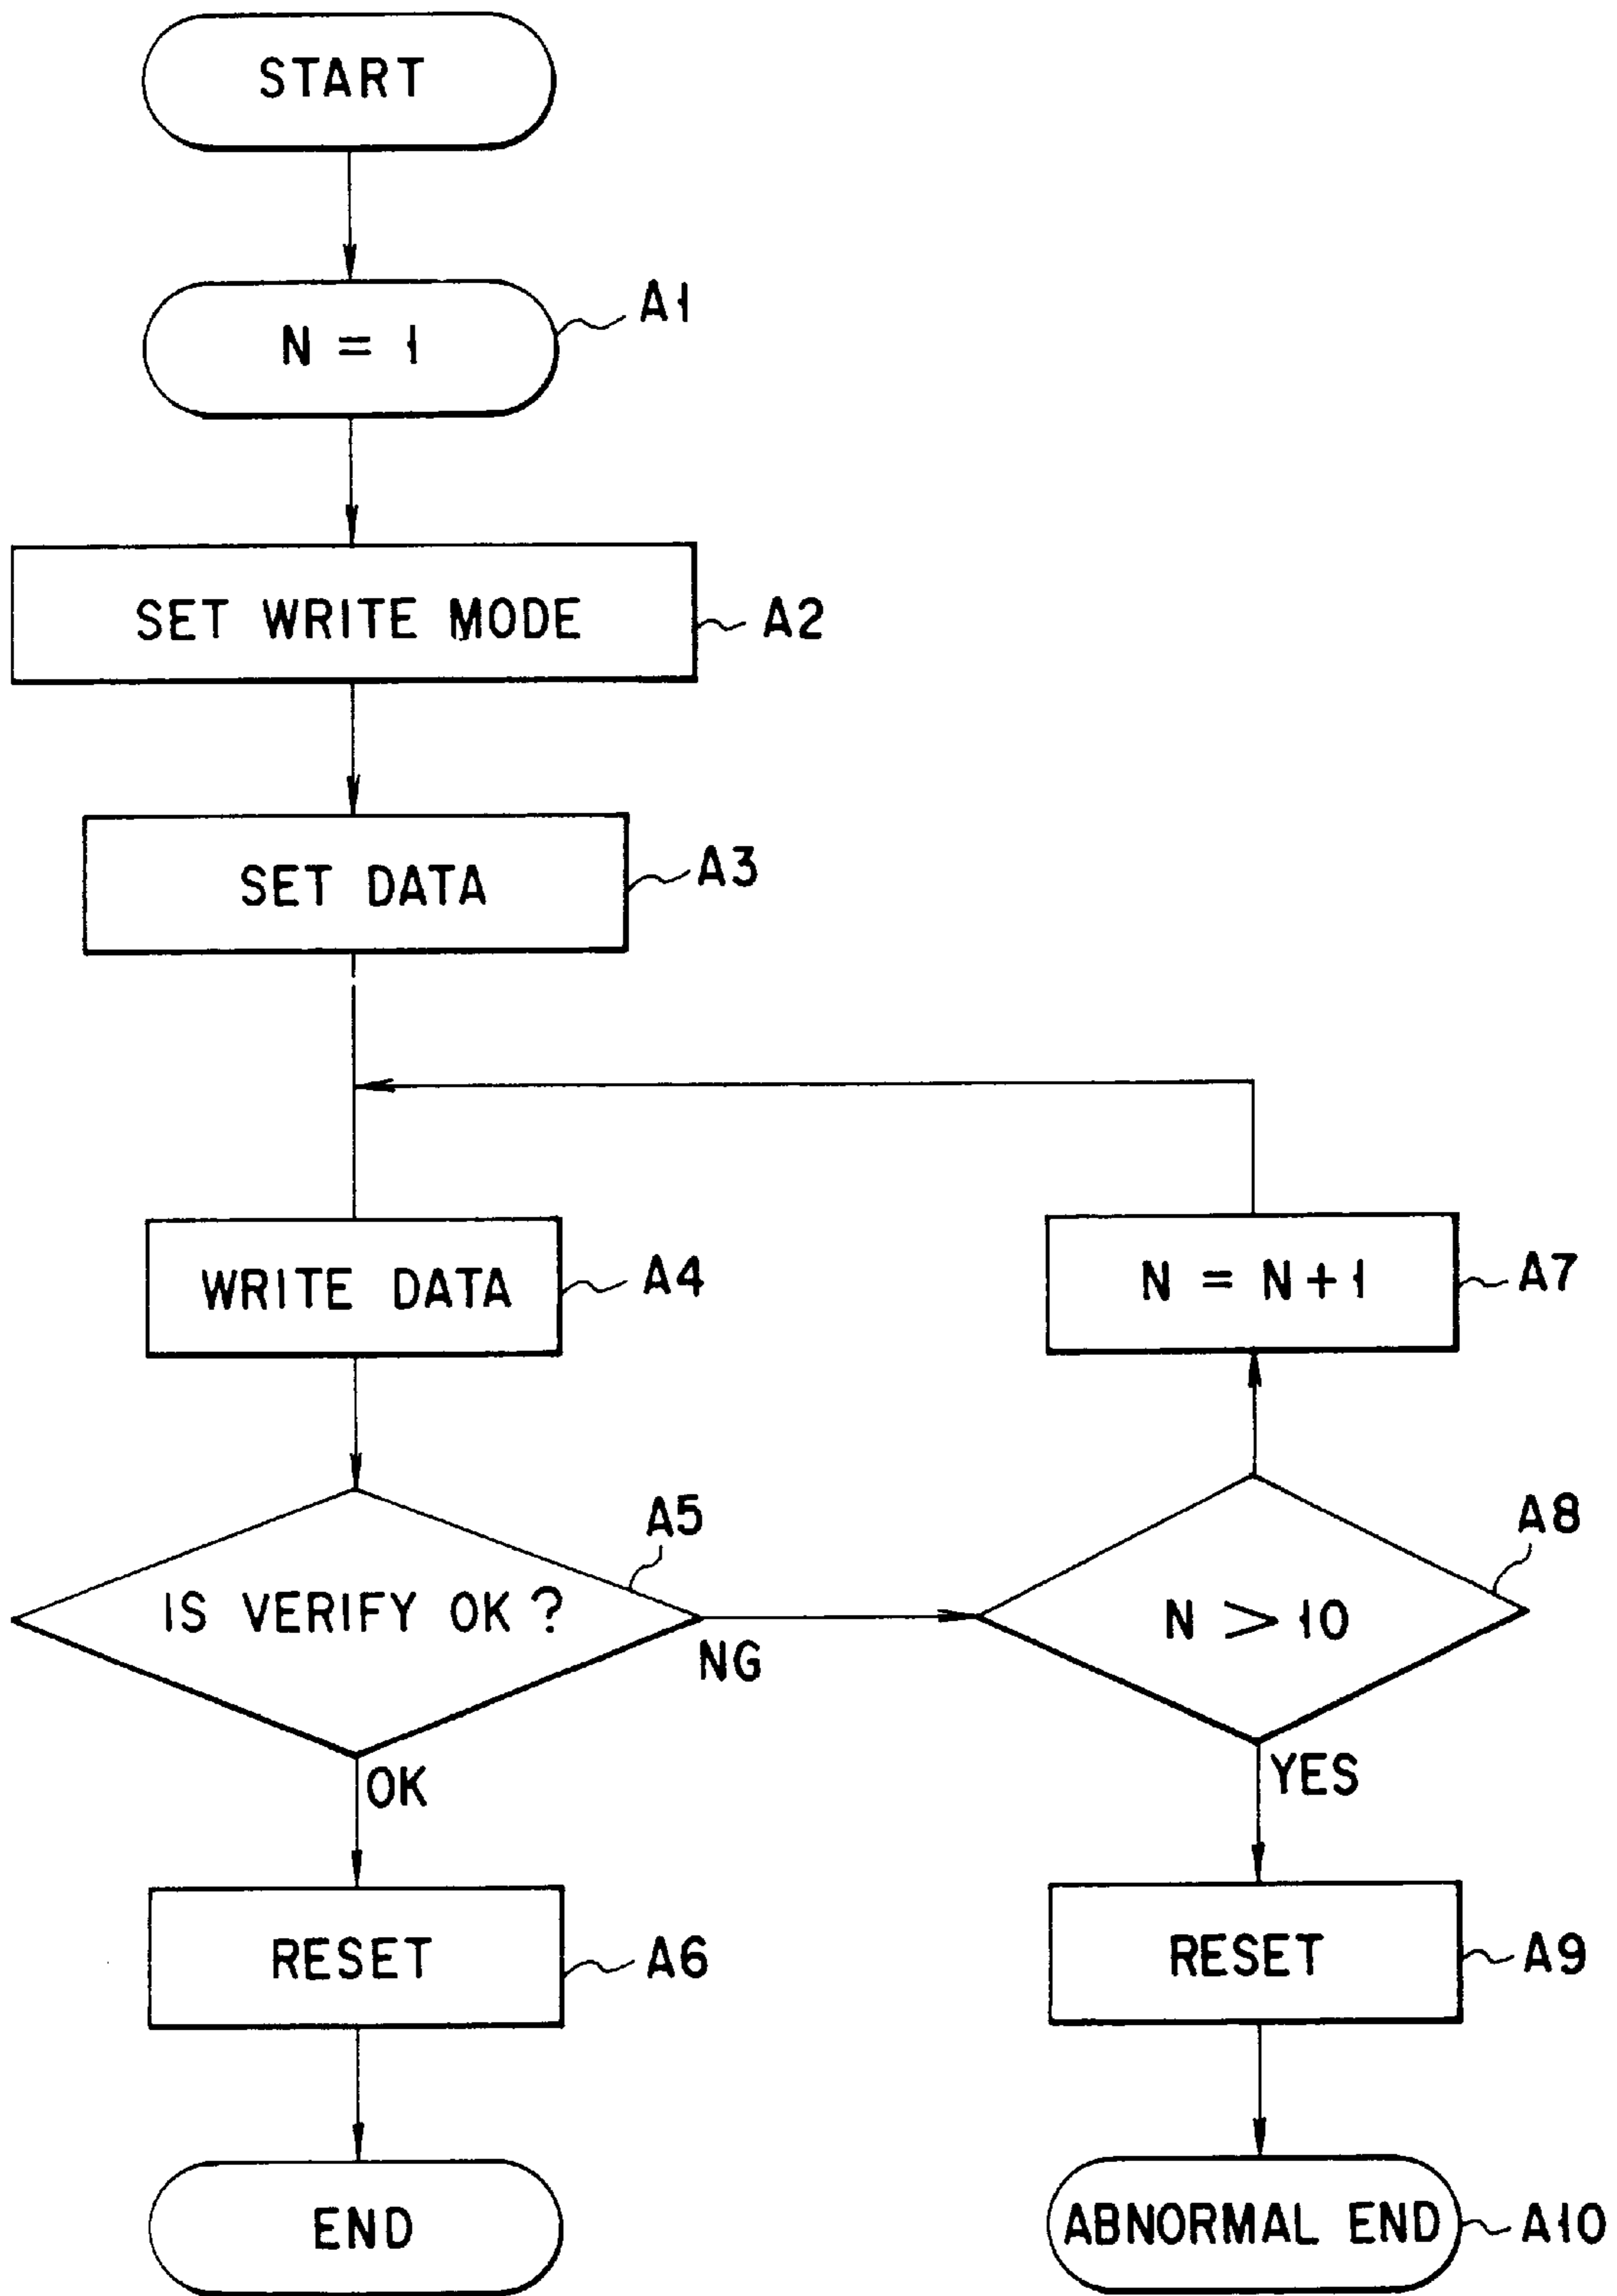 START
N = 1
A1
SET WRITE MODE
A2
SET DATA
A3
WRITE DATA
A4
N = N+1
A7
IS VERIFY OK?
A5
NG
N > 10
A8
OK
YES
RESET
A6
RESET
A9
END
ABNORMAL END
A10